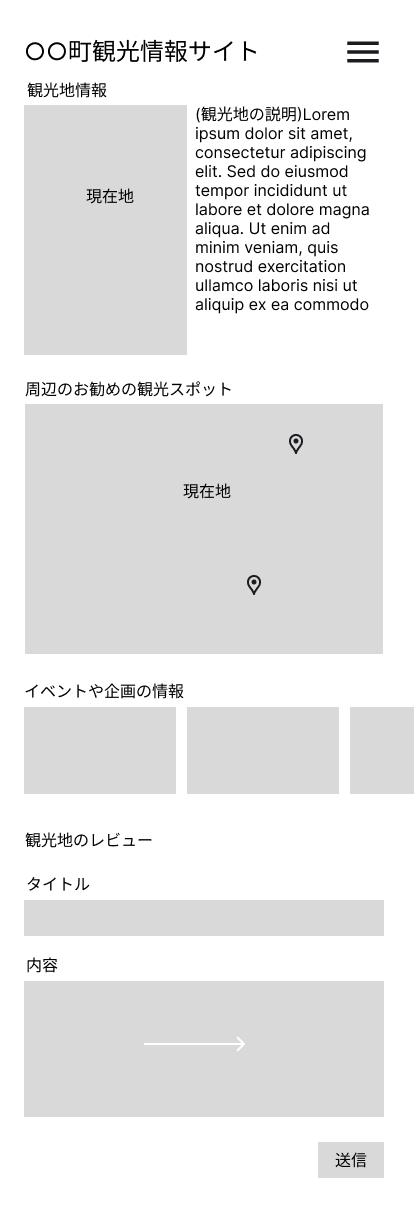 〇〇町観光情報サイト
観光地情報
現在地
(観光地の説明)Lorem
ipsum dolor sit amet,
consectetur adipiscing
elit. Sed do eiusmod
tempor incididunt ut
labore et dolore magna
aliqua. Ut enim ad
minim veniam, quis
nostrud exercitation
ullamco laboris nisi ut
aliquip ex ea commodo
周辺のお勧めの観光スポット
現在地
イベントや企画の情報
観光地のレビュー
タイトル
内容
送信